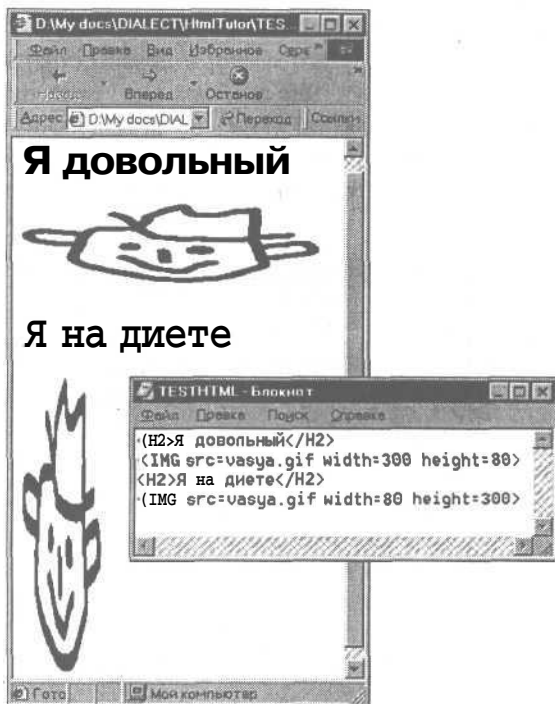 D:\My docs\DIALECT\HtmlTutor\TES...
Файл Правка Вид Избранное Серв »
Назад Вперед Останов »
Адрес D:\My docs\DIAL Переход Ссылки
Я довольный
Я на диете
TESTHTML - Блокнот
Файл Правка Поиск Справка
(H2>Я довольный</H2>
<IMG src=vasya.gif width=300 height=80>
<H2>Я на диете</H2>
(IMG src=vasya.gif width=80 height=300>
Гото Мой компьютер